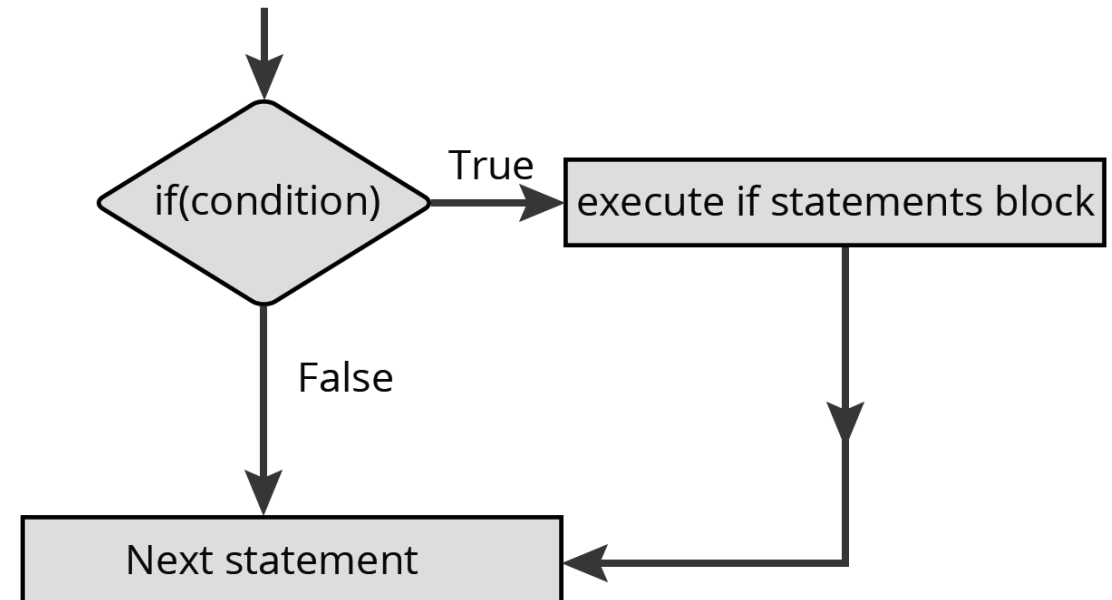 True
if(condition)
execute if statements block
False
Next statement